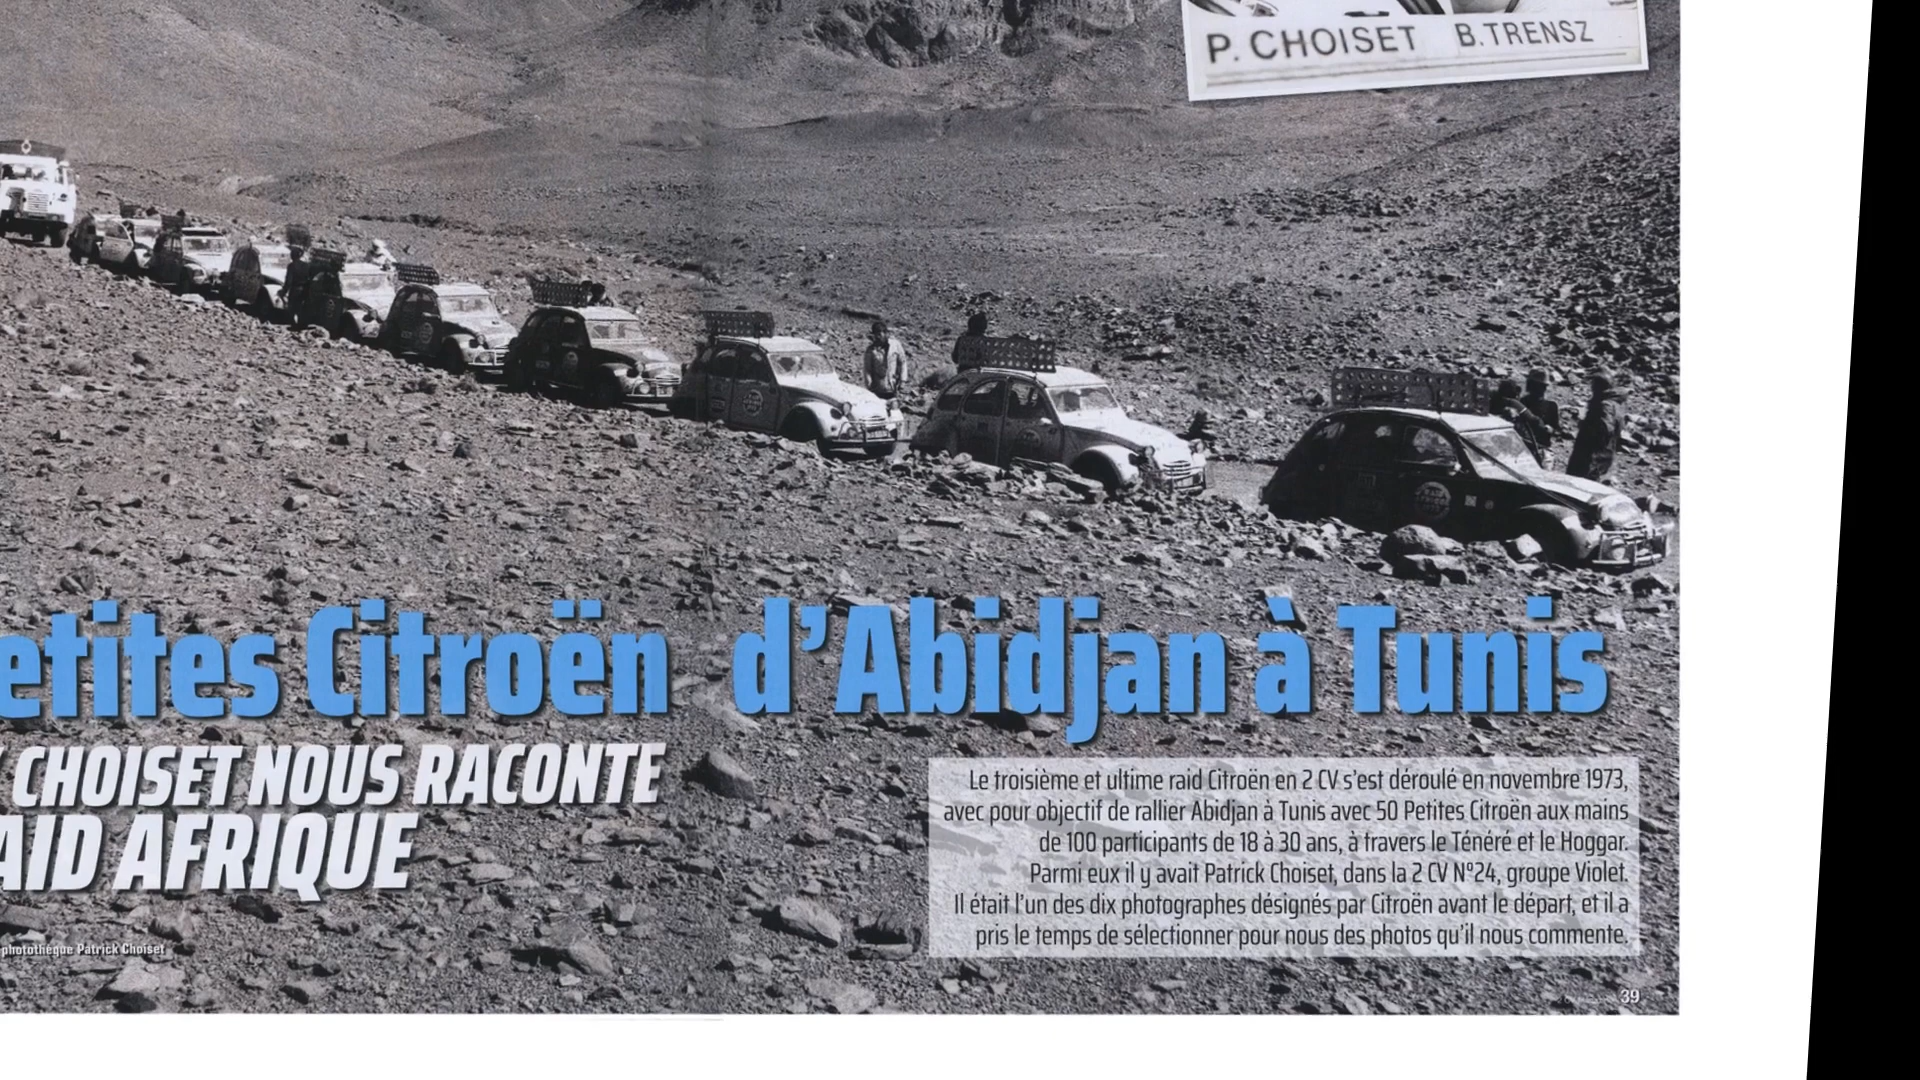 P. CHOISET B. TRENSZ
etites Citroën d’Abidjan à Tunis
CHOISET NOUS RACONTE
AID AFRIQUE
Le troisième et ultime raid Citroën en 2 CV s’est déroulé en novembre 1973,
avec pour objectif de rallier Abidjan à Tunis avec 50 Petites Citroën aux mains
de 100 participants de 18 à 30 ans, à travers le Ténéré et le Hoggar.
Parmi eux il y avait Patrick Choiset, dans la 2 CV N°24, groupe Violet.
Il était l’un des dix photographes désignés par Citroën avant le départ, et il a
pris le temps de sélectionner pour nous des photos qu’il nous commente.
photothèque Patrick Choiset
39